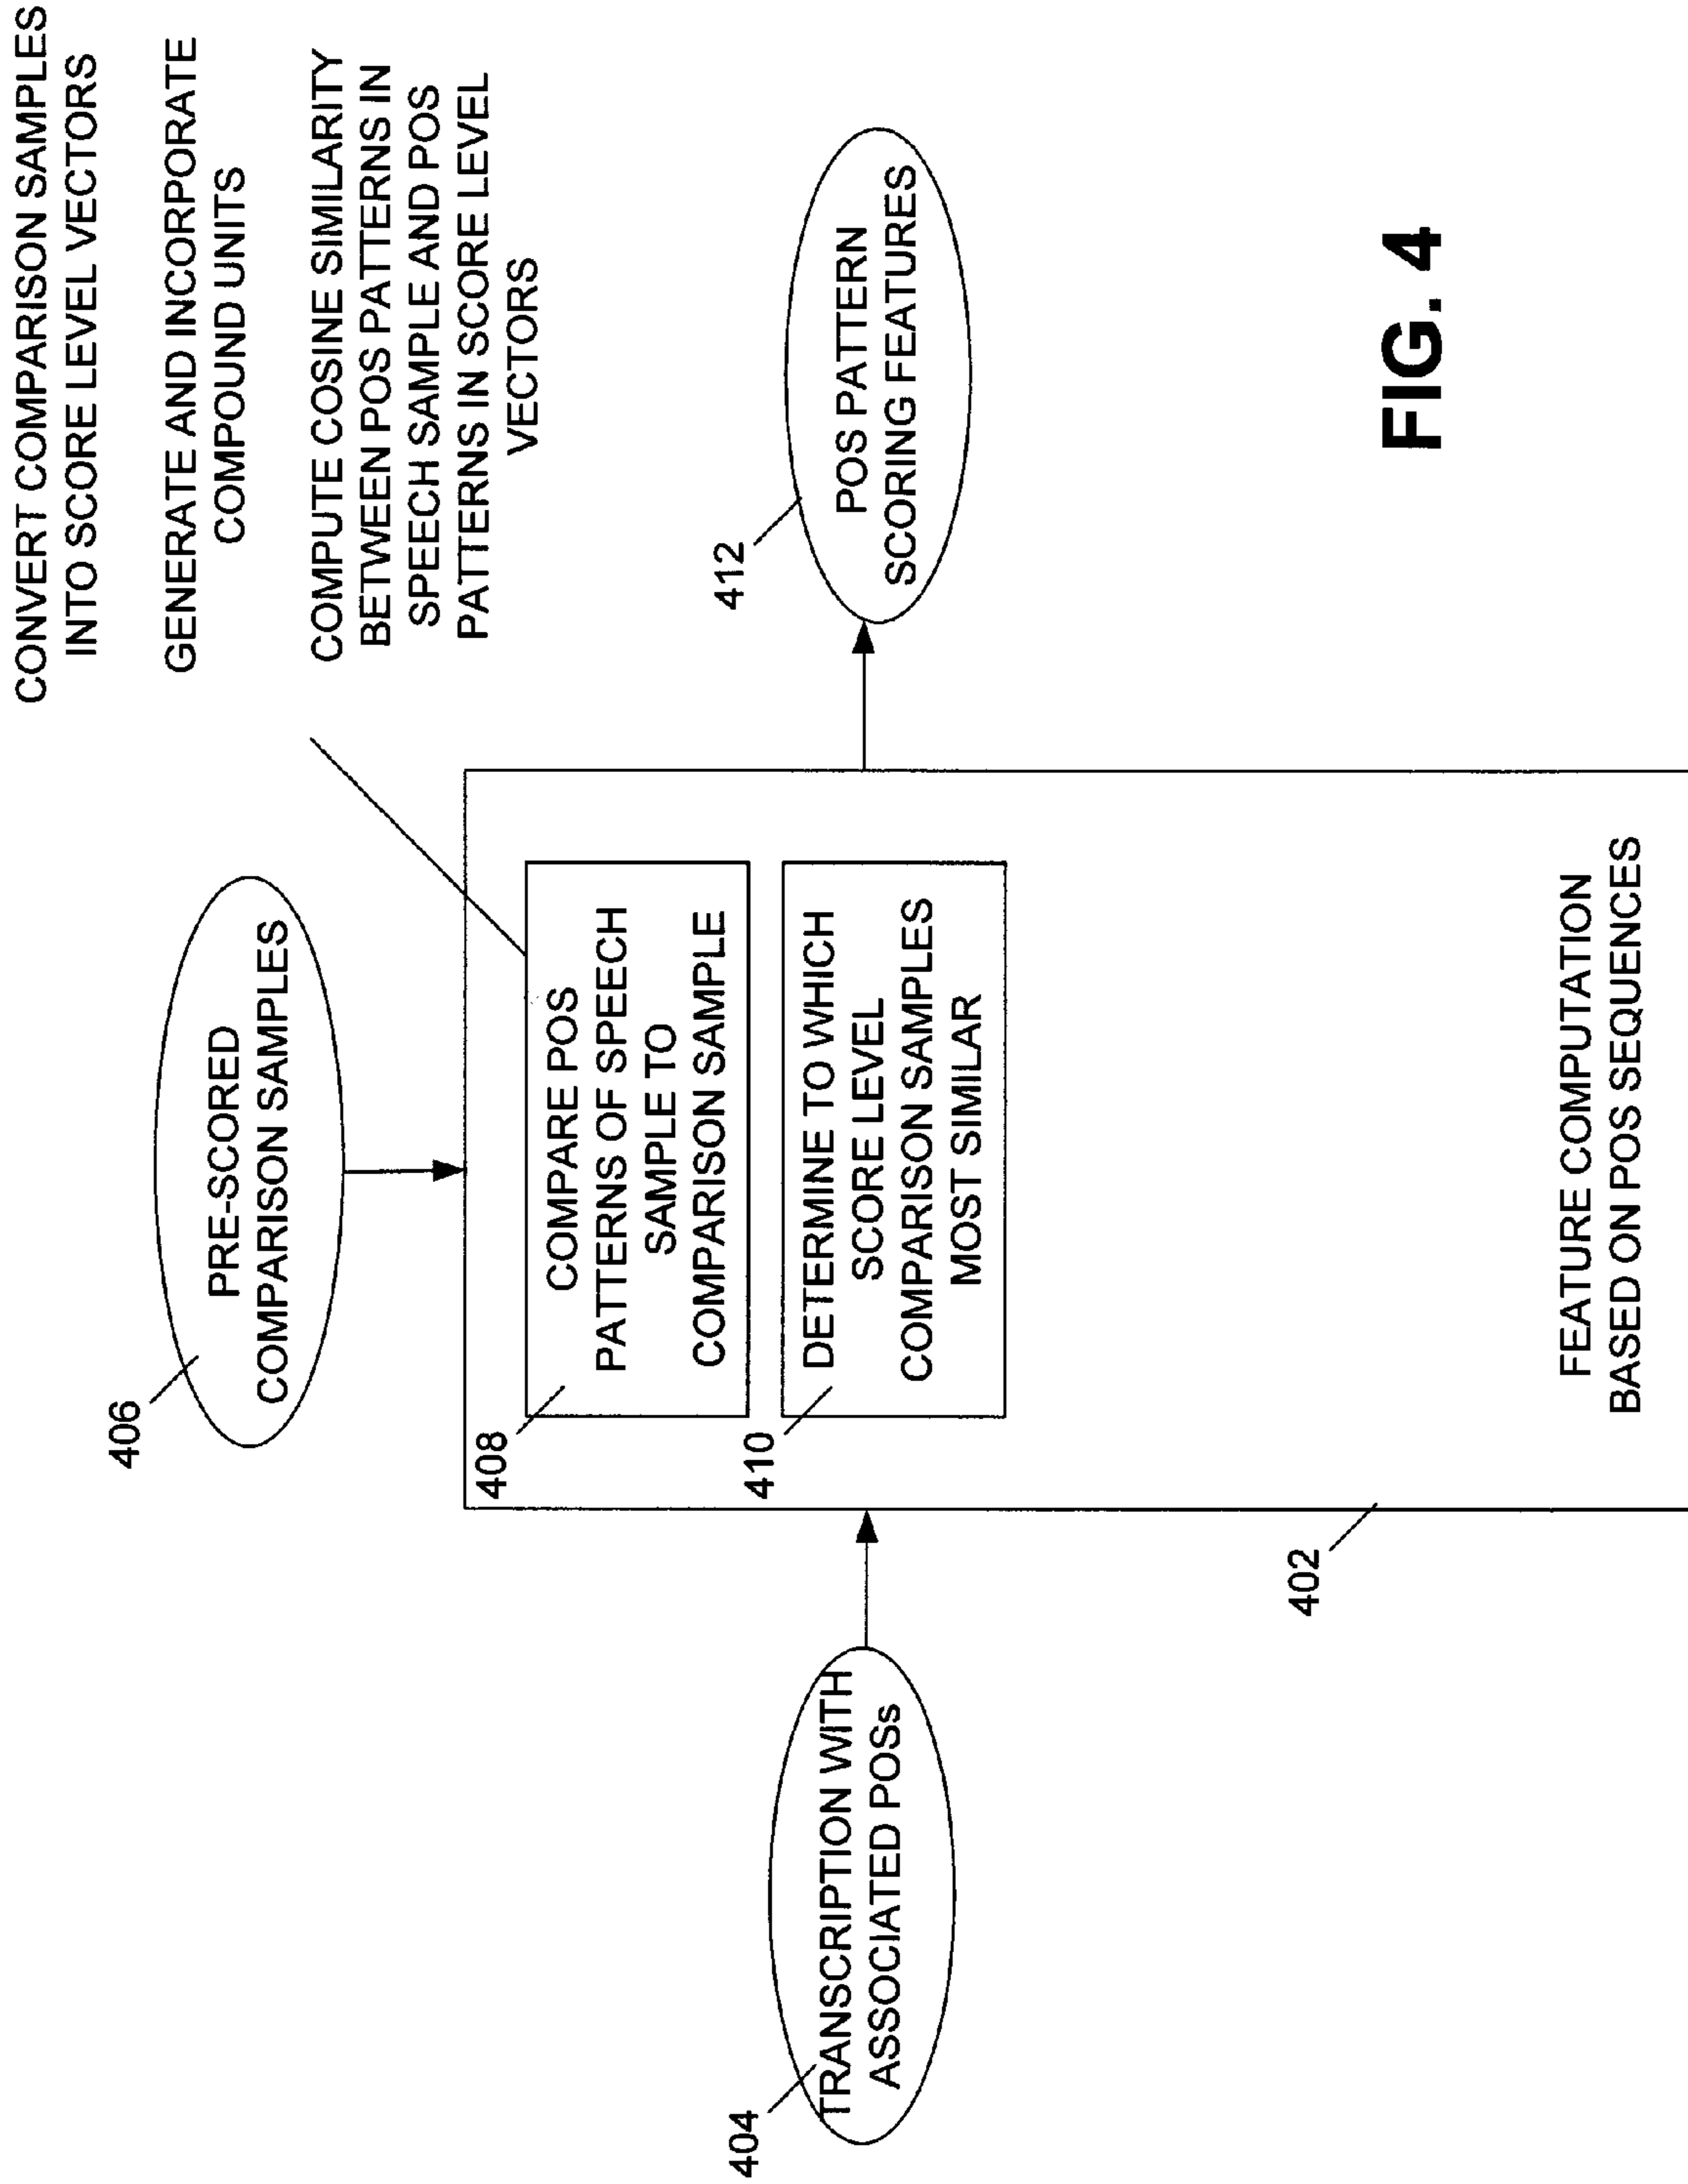 CONVERT COMPARISON SAMPLES
INTO SCORE LEVEL VECTORS
GENERATE AND INCORPORATE
COMPOUND UNITS
COMPUTE COSINE SIMILARITY
BETWEEN POS PATTERNS IN
SPEECH SAMPLE AND POS
PATTERNS IN SCORE LEVEL
VECTORS
406
PRE-SCORED
COMPARISON SAMPLES
408
COMPARE POS
PATTERNS OF SPEECH
SAMPLE TO
COMPARISON SAMPLE
410
DETERMINE TO WHICH
SCORE LEVEL
COMPARISON SAMPLES
MOST SIMILAR
404
TRANSCRIPTION WITH
ASSOCIATED POSs
412
POS PATTERN
SCORING FEATURES
402
FEATURE COMPUTATION
BASED ON POS SEQUENCES
FIG. 4